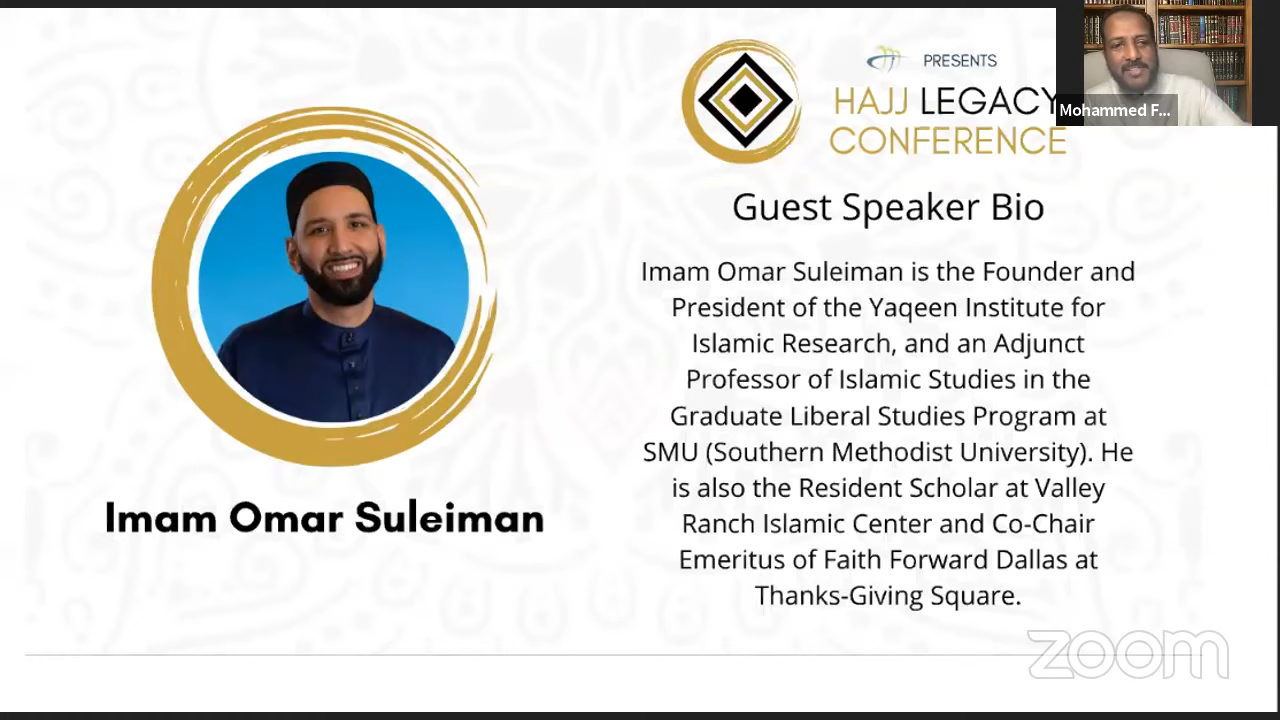 PRESENTS
HAJJ LEGACY
CONFERENCE
Mohammed F...
Guest Speaker Bio
Imam Omar Suleiman is the Founder and
President of the Yaqeen Institute for
Islamic Research, and an Adjunct
Professor of Islamic Studies in the
Graduate Liberal Studies Program at
SMU (Southern Methodist University). He
is also the Resident Scholar at Valley
Ranch Islamic Center and Co-Chair
Emeritus of Faith Forward Dallas at
Thanks-Giving Square.
Imam Omar Suleiman
zoom